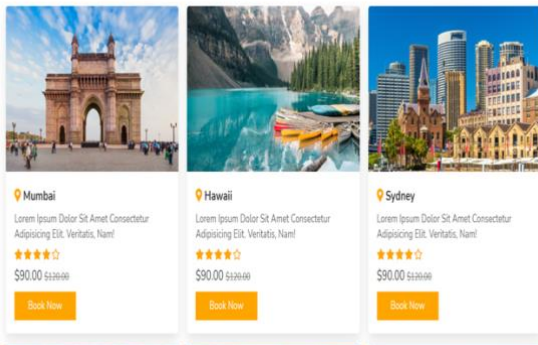 Mumbai
Lorem Ipsum Dolor Sit Amet Consectetur
Adipisicing Elit. Veritatis, Nam!
$90.00 $120.00
Book Now
Hawaii
Lorem Ipsum Dolor Sit Amet Consectetur
Adipisicing Elit. Veritatis, Nam!
$90.00 $120.00
Book Now
Sydney
Lorem Ipsum Dolor Sit Amet Consectetur
Adipisicing Elit. Veritatis, Nam!
$90.00 $120.00
Book Now